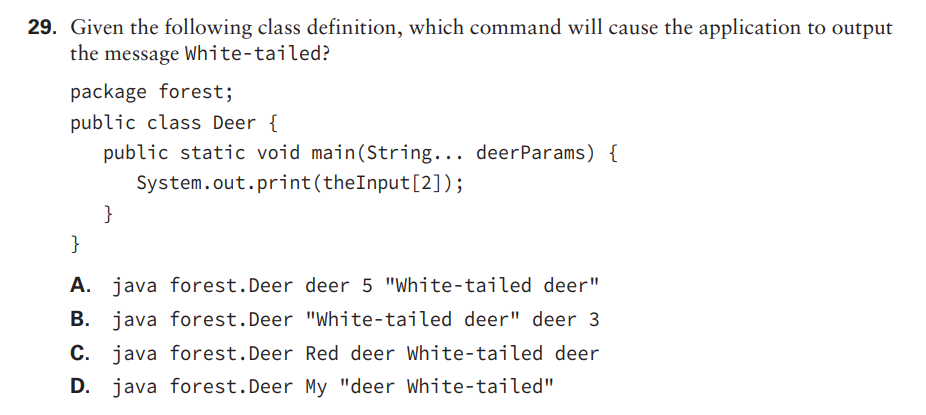 29. Given the following class definition, which command will cause the application to output
the message White-tailed?
package forest;
public class Deer {
public static void main(String... deerParams) {
System.out.print(theInput[2]);
}
}
A. java forest.Deer deer 5 "White-tailed deer"
B. java forest.Deer "White-tailed deer" deer 3
C. java forest.Deer Red deer White-tailed deer
D. java forest.Deer My "deer White-tailed"